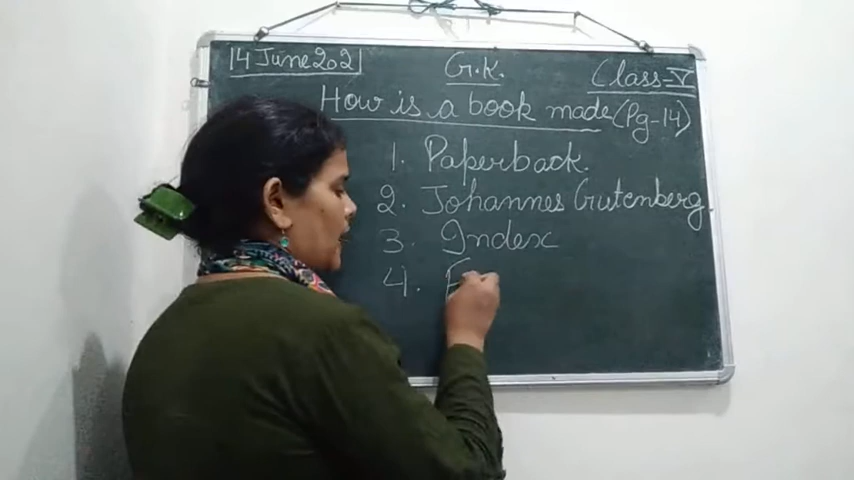 14 June 2021 G.K Class-V
How is a book made (Pg-14)
1. Paperback.
2. Johannes Gutenberg
3. Index
4.